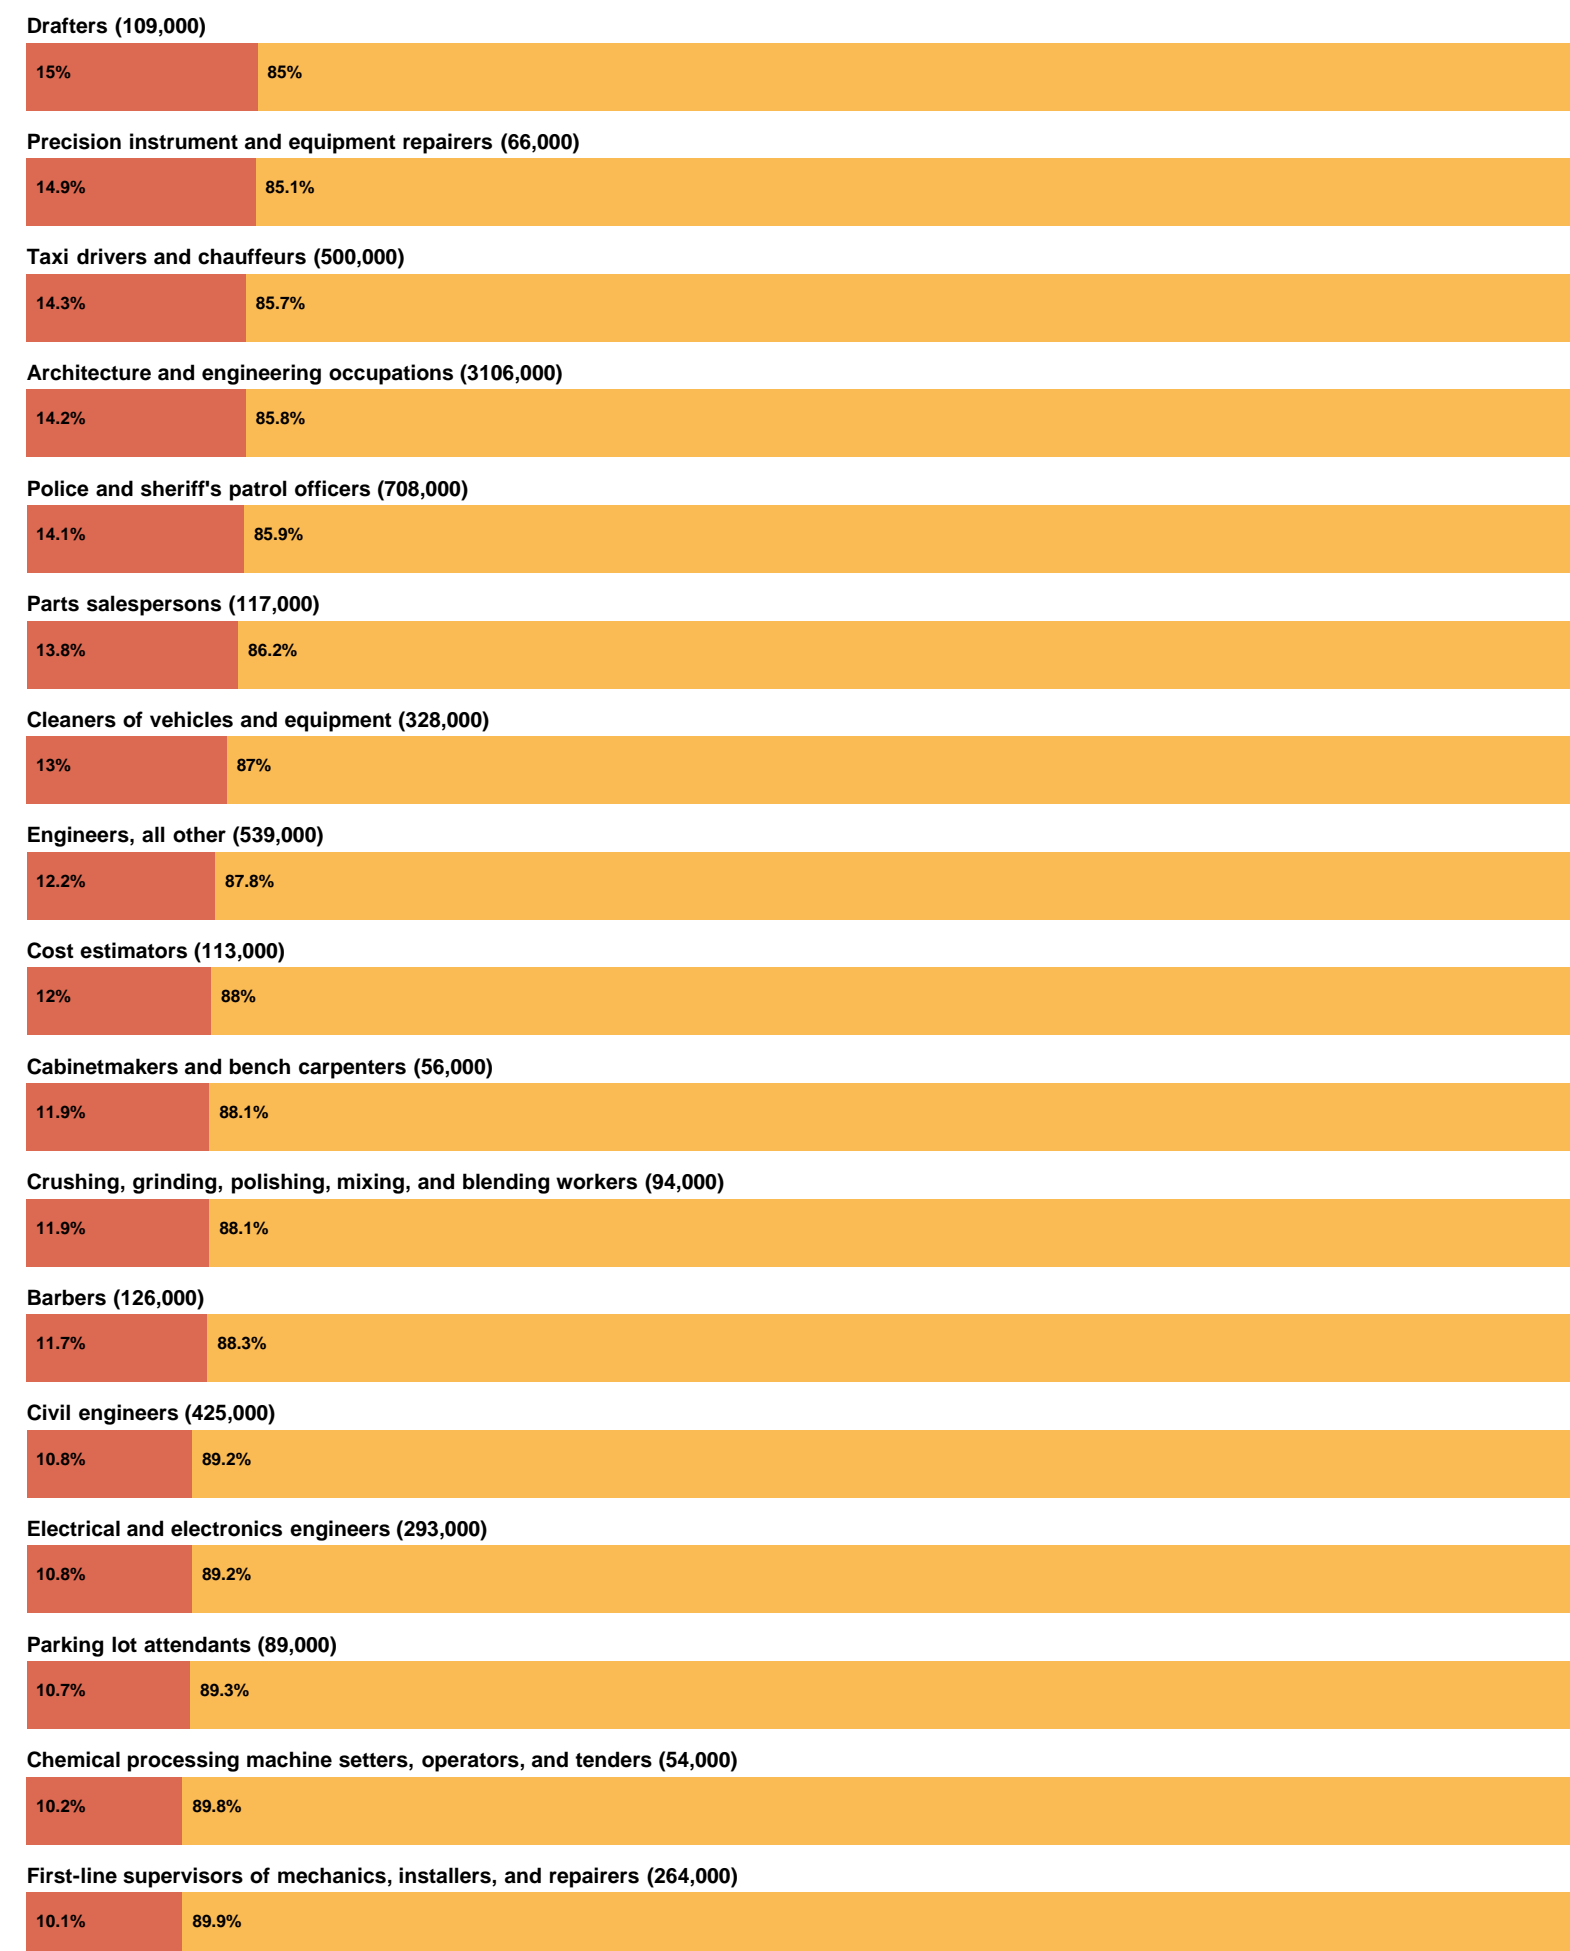 Drafters (109,000)
15% 85%
Precision instrument and equipment repairers (66,000)
14.9% 85.1%
Taxi drivers and chauffeurs (500,000)
14.3% 85.7%
Architecture and engineering occupations (3106,000)
14.2% 85.8%
Police and sheriff's patrol officers (708,000)
14.1% 85.9%
Parts salespersons (117,000)
13.8% 86.2%
Cleaners of vehicles and equipment (328,000)
13% 87%
Engineers, all other (539,000)
12.2% 87.8%
Cost estimators (113,000)
12% 88%
Cabinetmakers and bench carpenters (56,000)
11.9% 88.1%
Crushing, grinding, polishing, mixing, and blending workers (94,000)
11.9% 88.1%
Barbers (126,000)
11.7% 88.3%
Civil engineers (425,000)
10.8% 89.2%
Electrical and electronics engineers (293,000)
10.8% 89.2%
Parking lot attendants (89,000)
10.7% 89.3%
Chemical processing machine setters, operators, and tenders (54,000)
10.2% 89.8%
First-line supervisors of mechanics, installers, and repairers (264,000)
10.1% 89.9%